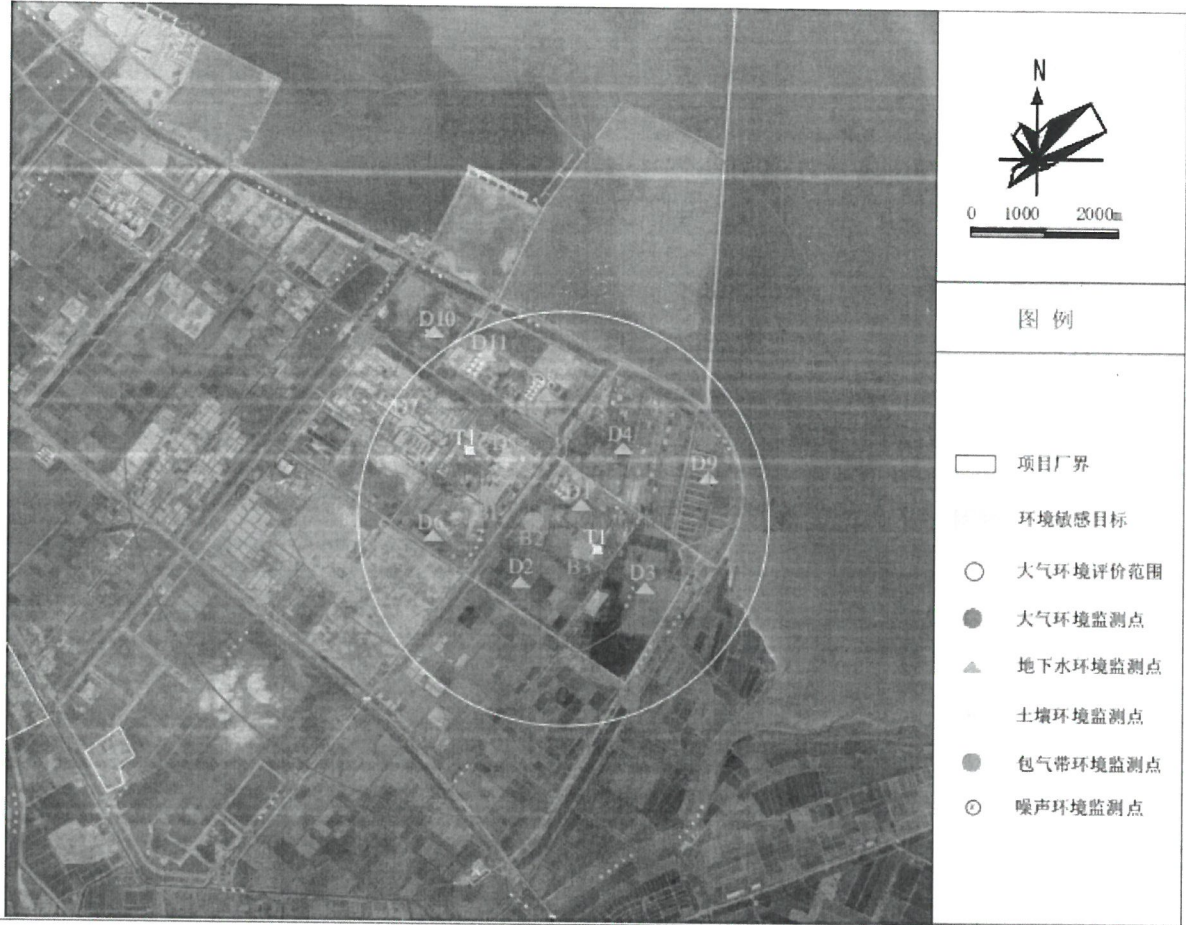 N
0 1000 2000m
图 例
项目厂界
环境敏感目标
大气环境评价范围
大气环境监测点
地下水环境监测点
土壤环境监测点
包气带环境监测点
噪声环境监测点
D10
D11
T1
D4
D9
D6
B2
T1
B3
D2
D3